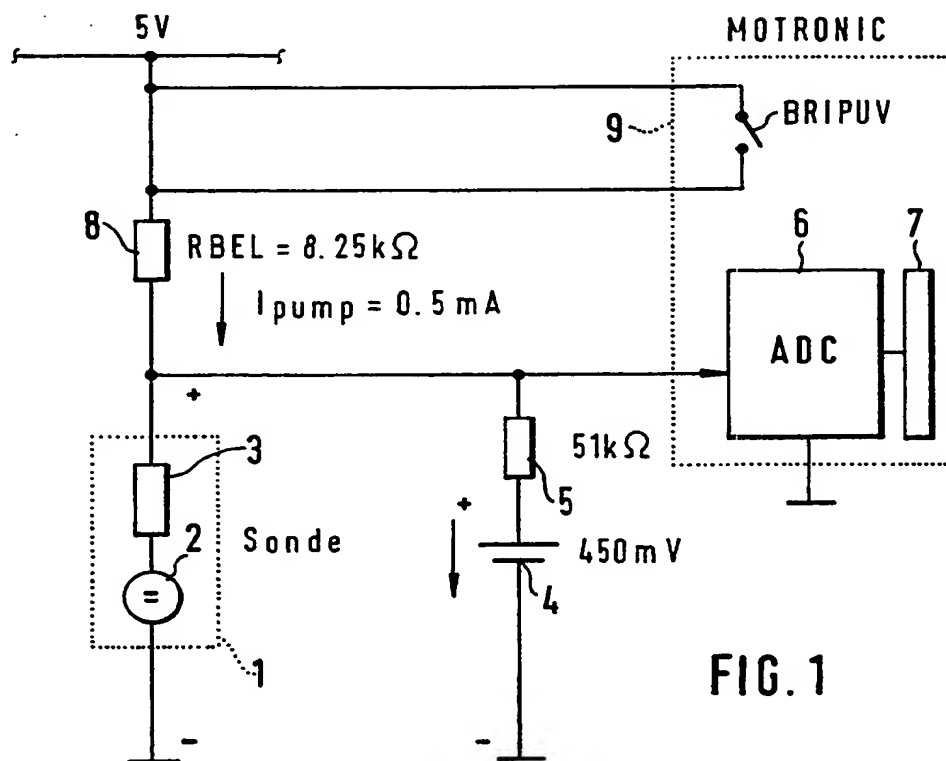 5V
MOTRONIC
9
BRIPUV
8
RBEL = 8.25kΩ
I pump = 0.5 mA
6
7
ADC
+
3
51kΩ
5
2
Sonde
+
450mV
=
4
1
FIG. 1
-
-